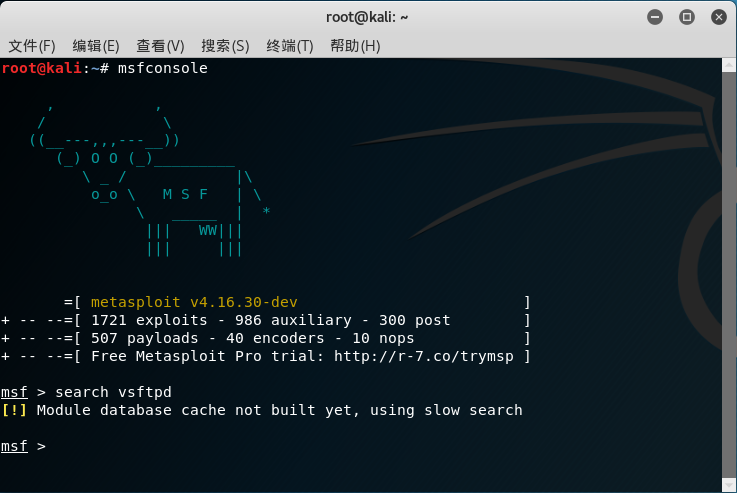 root@kali: ~
文件(F) 编辑(E) 查看(V) 搜索(S) 终端(T) 帮助(H)
root@kali:~# msfconsole
     ,           ,
    /             \
   ((__---,,,---__))
      (_) O O (_)_________
         \ _ /            |\
          o_o \   M S F   | \
               \   _____  |  *
                |||   WW|||
                |||     |||
       =[ metasploit v4.16.30-dev                         ]
+ -- --=[ 1721 exploits - 986 auxiliary - 300 post        ]
+ -- --=[ 507 payloads - 40 encoders - 10 nops            ]
+ -- --=[ Free Metasploit Pro trial: http://r-7.co/trymsp ]
msf > search vsftpd
[!] Module database cache not built yet, using slow search
msf >